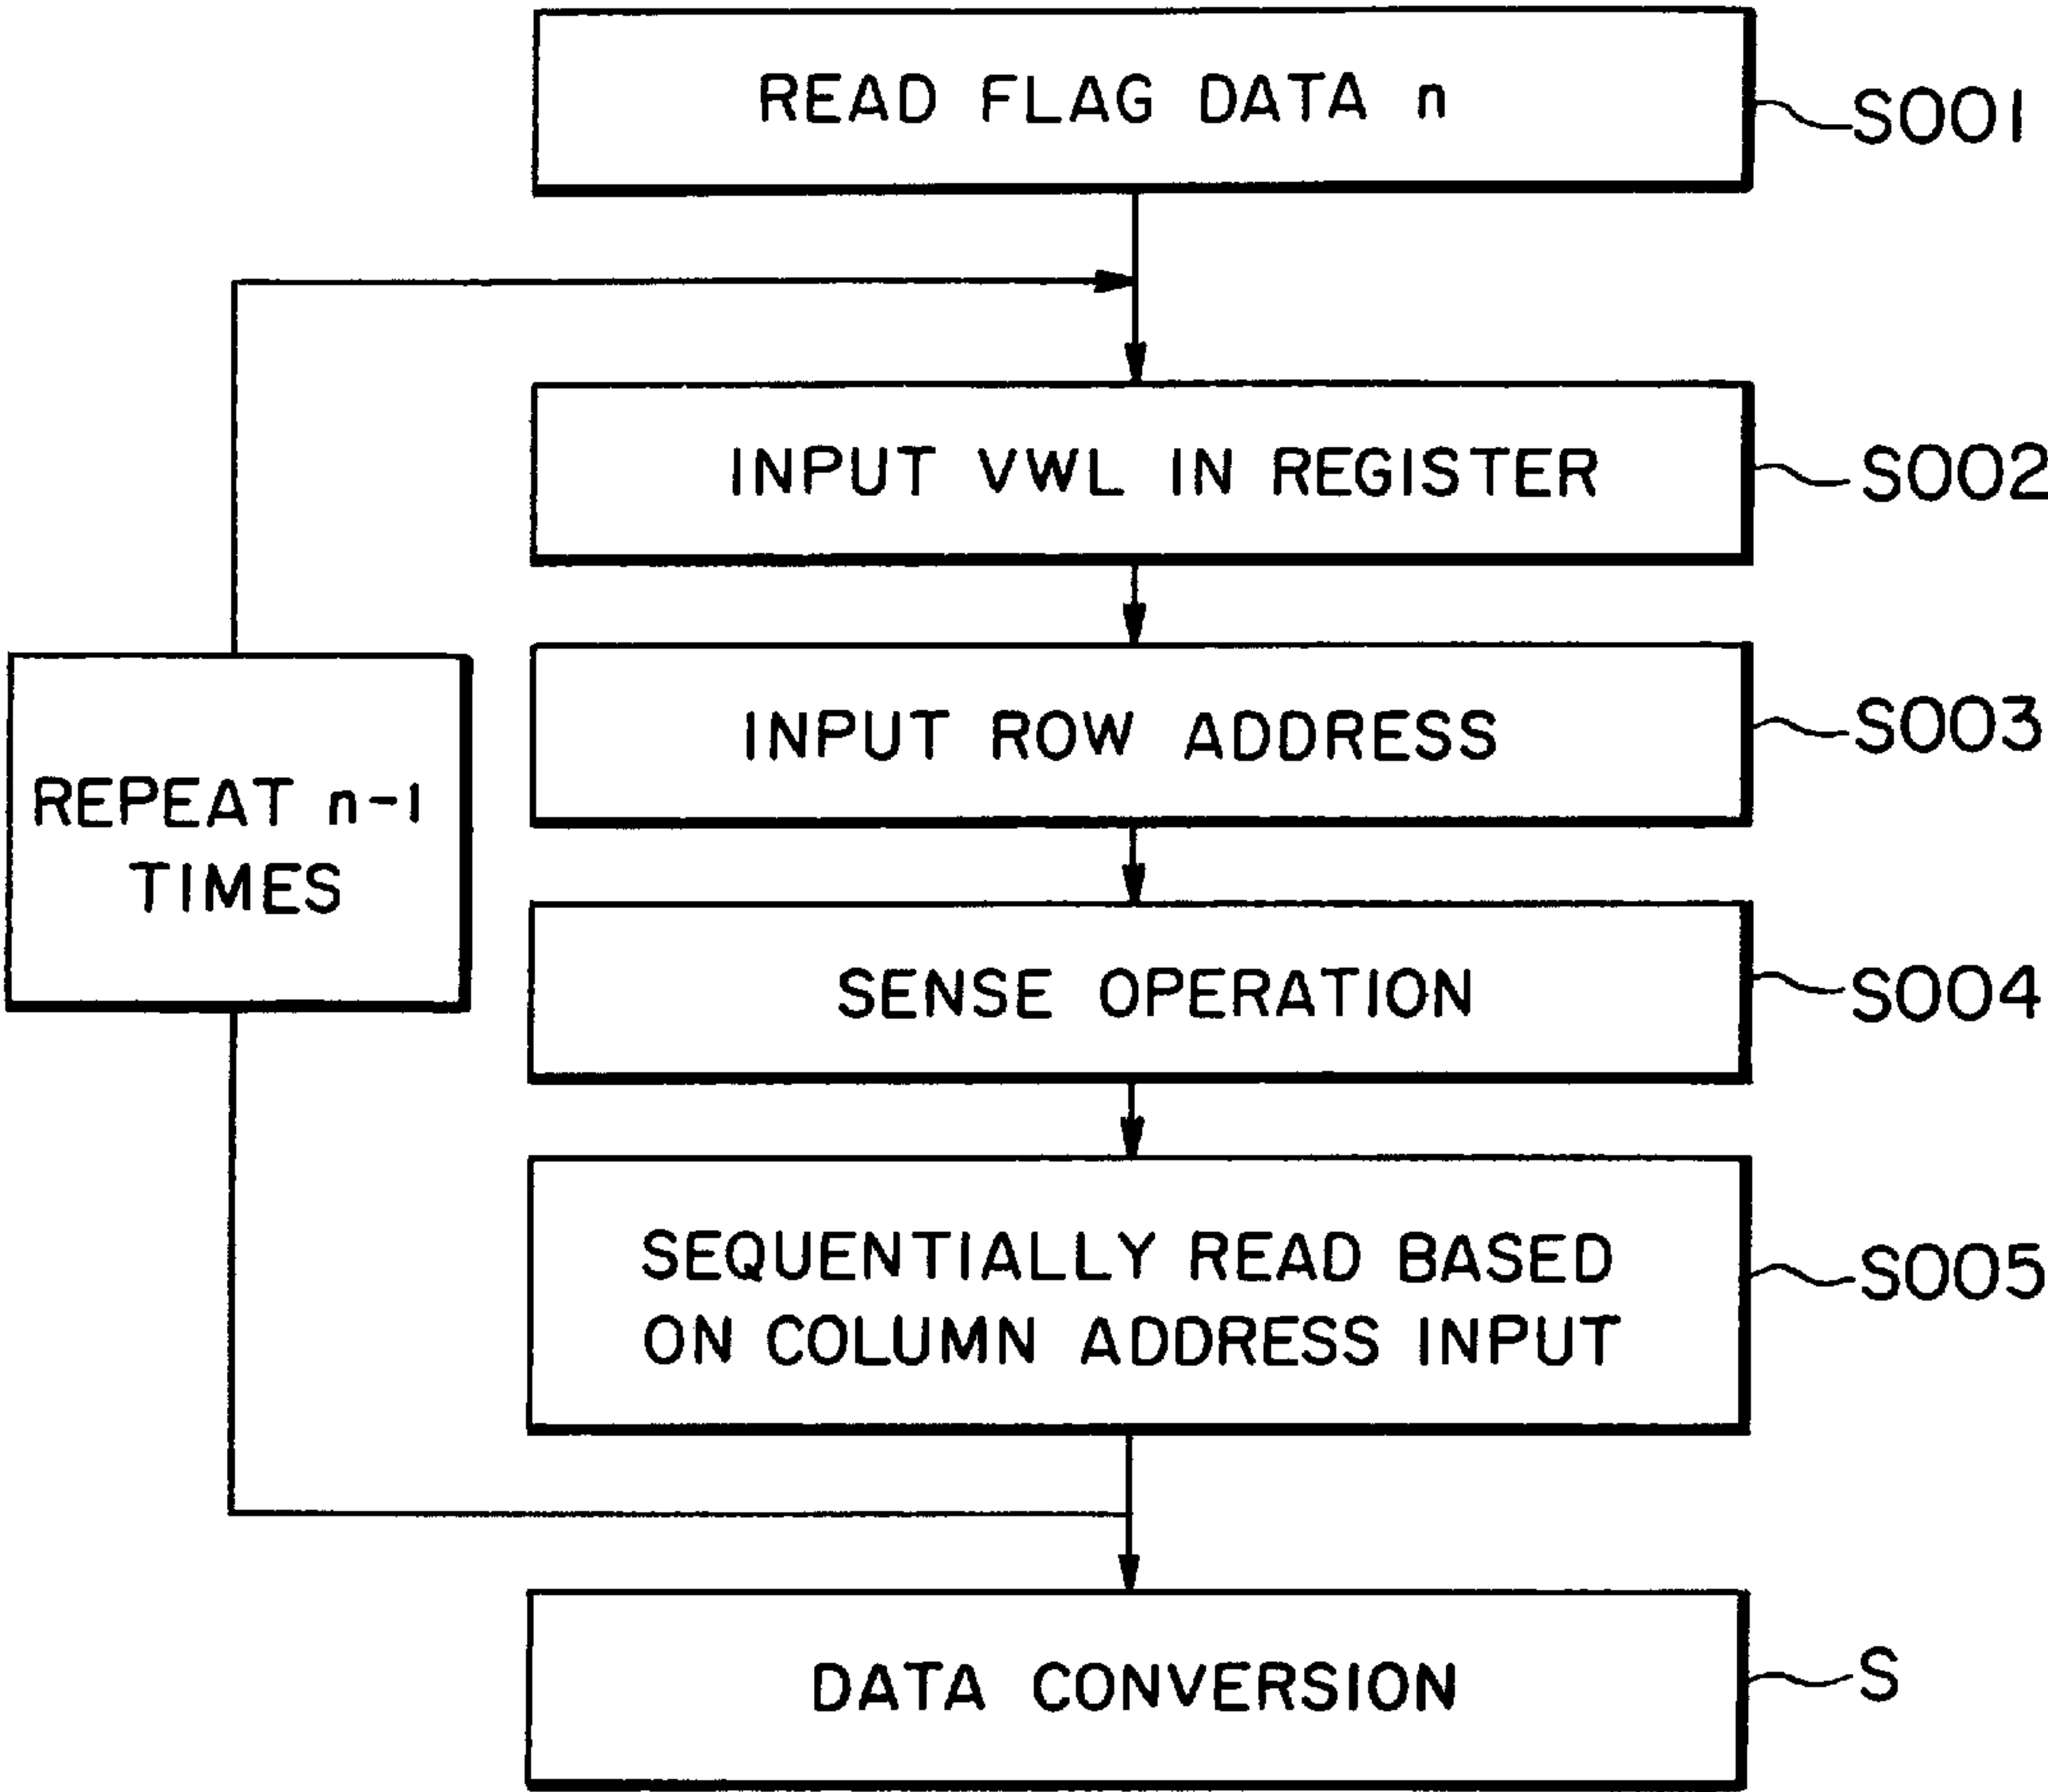 READ FLAG DATA n
S001
INPUT VWL IN REGISTER
S002
INPUT ROW ADDRESS
S003
REPEAT n-1
TIMES
SENSE OPERATION
S004
SEQUENTIALLY READ BASED
ON COLUMN ADDRESS INPUT
S005
DATA CONVERSION
S